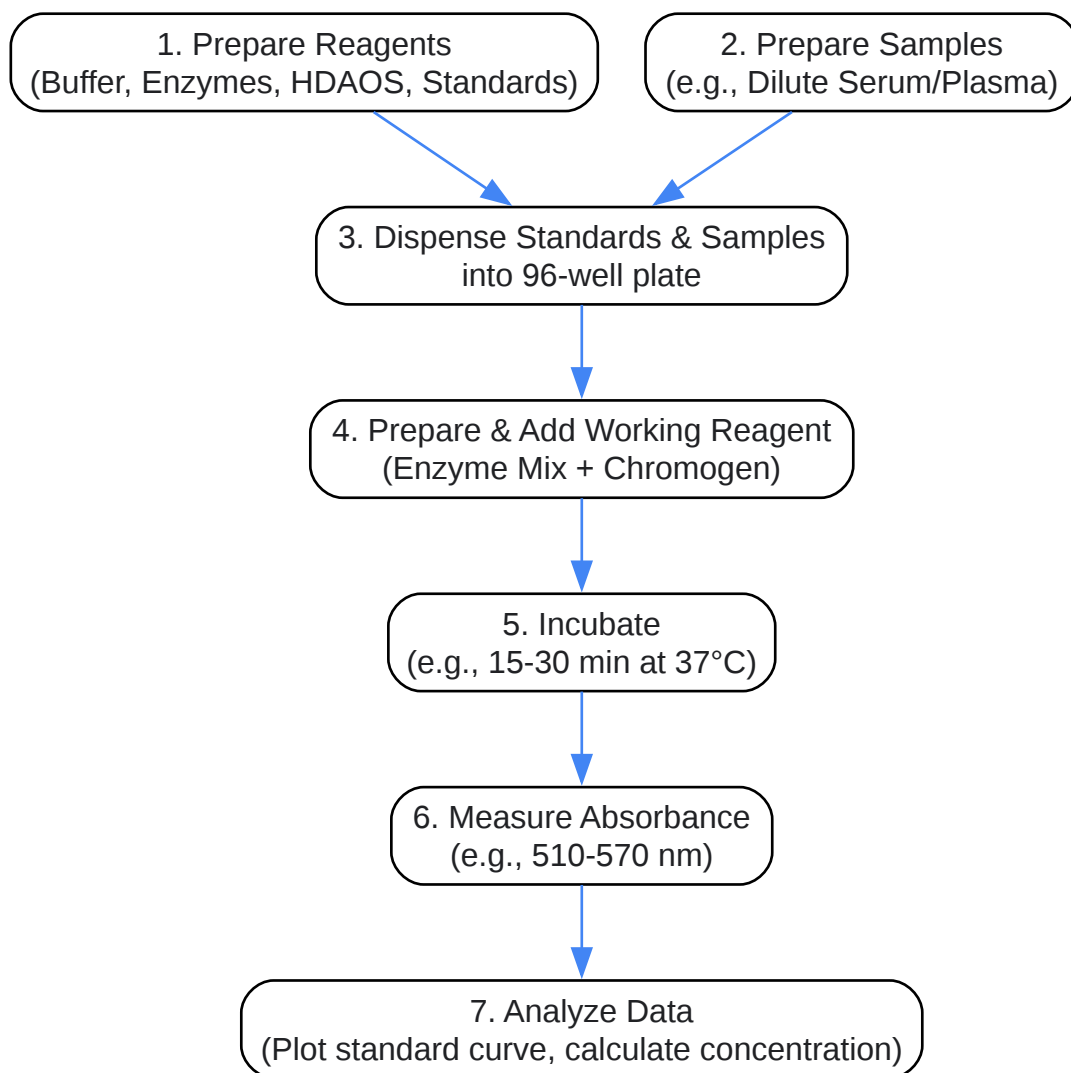 1. Prepare Reagents
(Buffer, Enzymes, HDAOS, Standards)
2. Prepare Samples
(e.g., Dilute Serum/Plasma)
3. Dispense Standards & Samples
into 96-well plate
4. Prepare & Add Working Reagent
(Enzyme Mix + Chromogen)
5. Incubate
(e.g., 15-30 min at 37°C)
6. Measure Absorbance
(e.g., 510-570 nm)
7. Analyze Data
(Plot standard curve, calculate concentration)